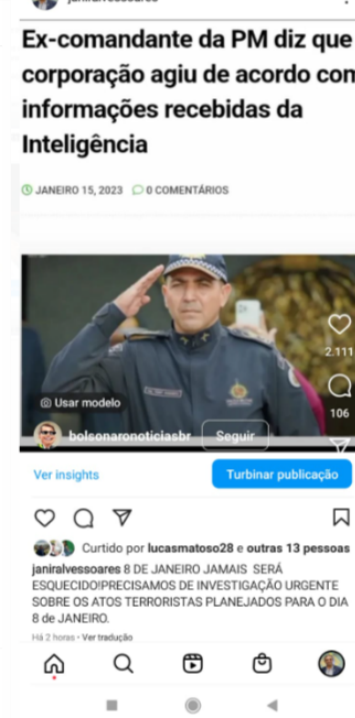 Ex-comandante da PM diz que
corporação agiu de acordo com
informações recebidas da
Inteligência
JANEIRO 15, 2023 0 COMENTÁRIOS
2.111
Usar modelo
106
bolsonaronoticiasbr Seguir
Ver insights Turbinar publicação
Curtido por lucasmatoso28 e outras 13 pessoas
janiralvessoares 8 DE JANEIRO JAMAIS SERÁ
ESQUECIDO!PRECISAMOS DE INVESTIGAÇÃO URGENTE
SOBRE OS ATOS TERRORISTAS PLANEJADOS PARA O DIA
8 de JANEIRO.
Há 2 horas • Ver tradução